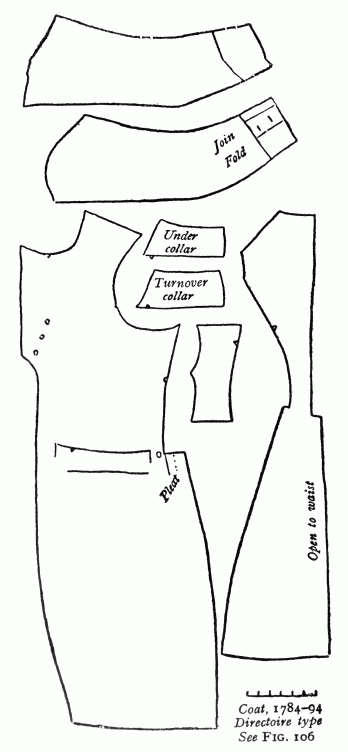 Join
Fold
Under
collar
Turnover
collar
Pleat
Open to waist
Coat, 1784–94
Directoire type
See FIG. 106